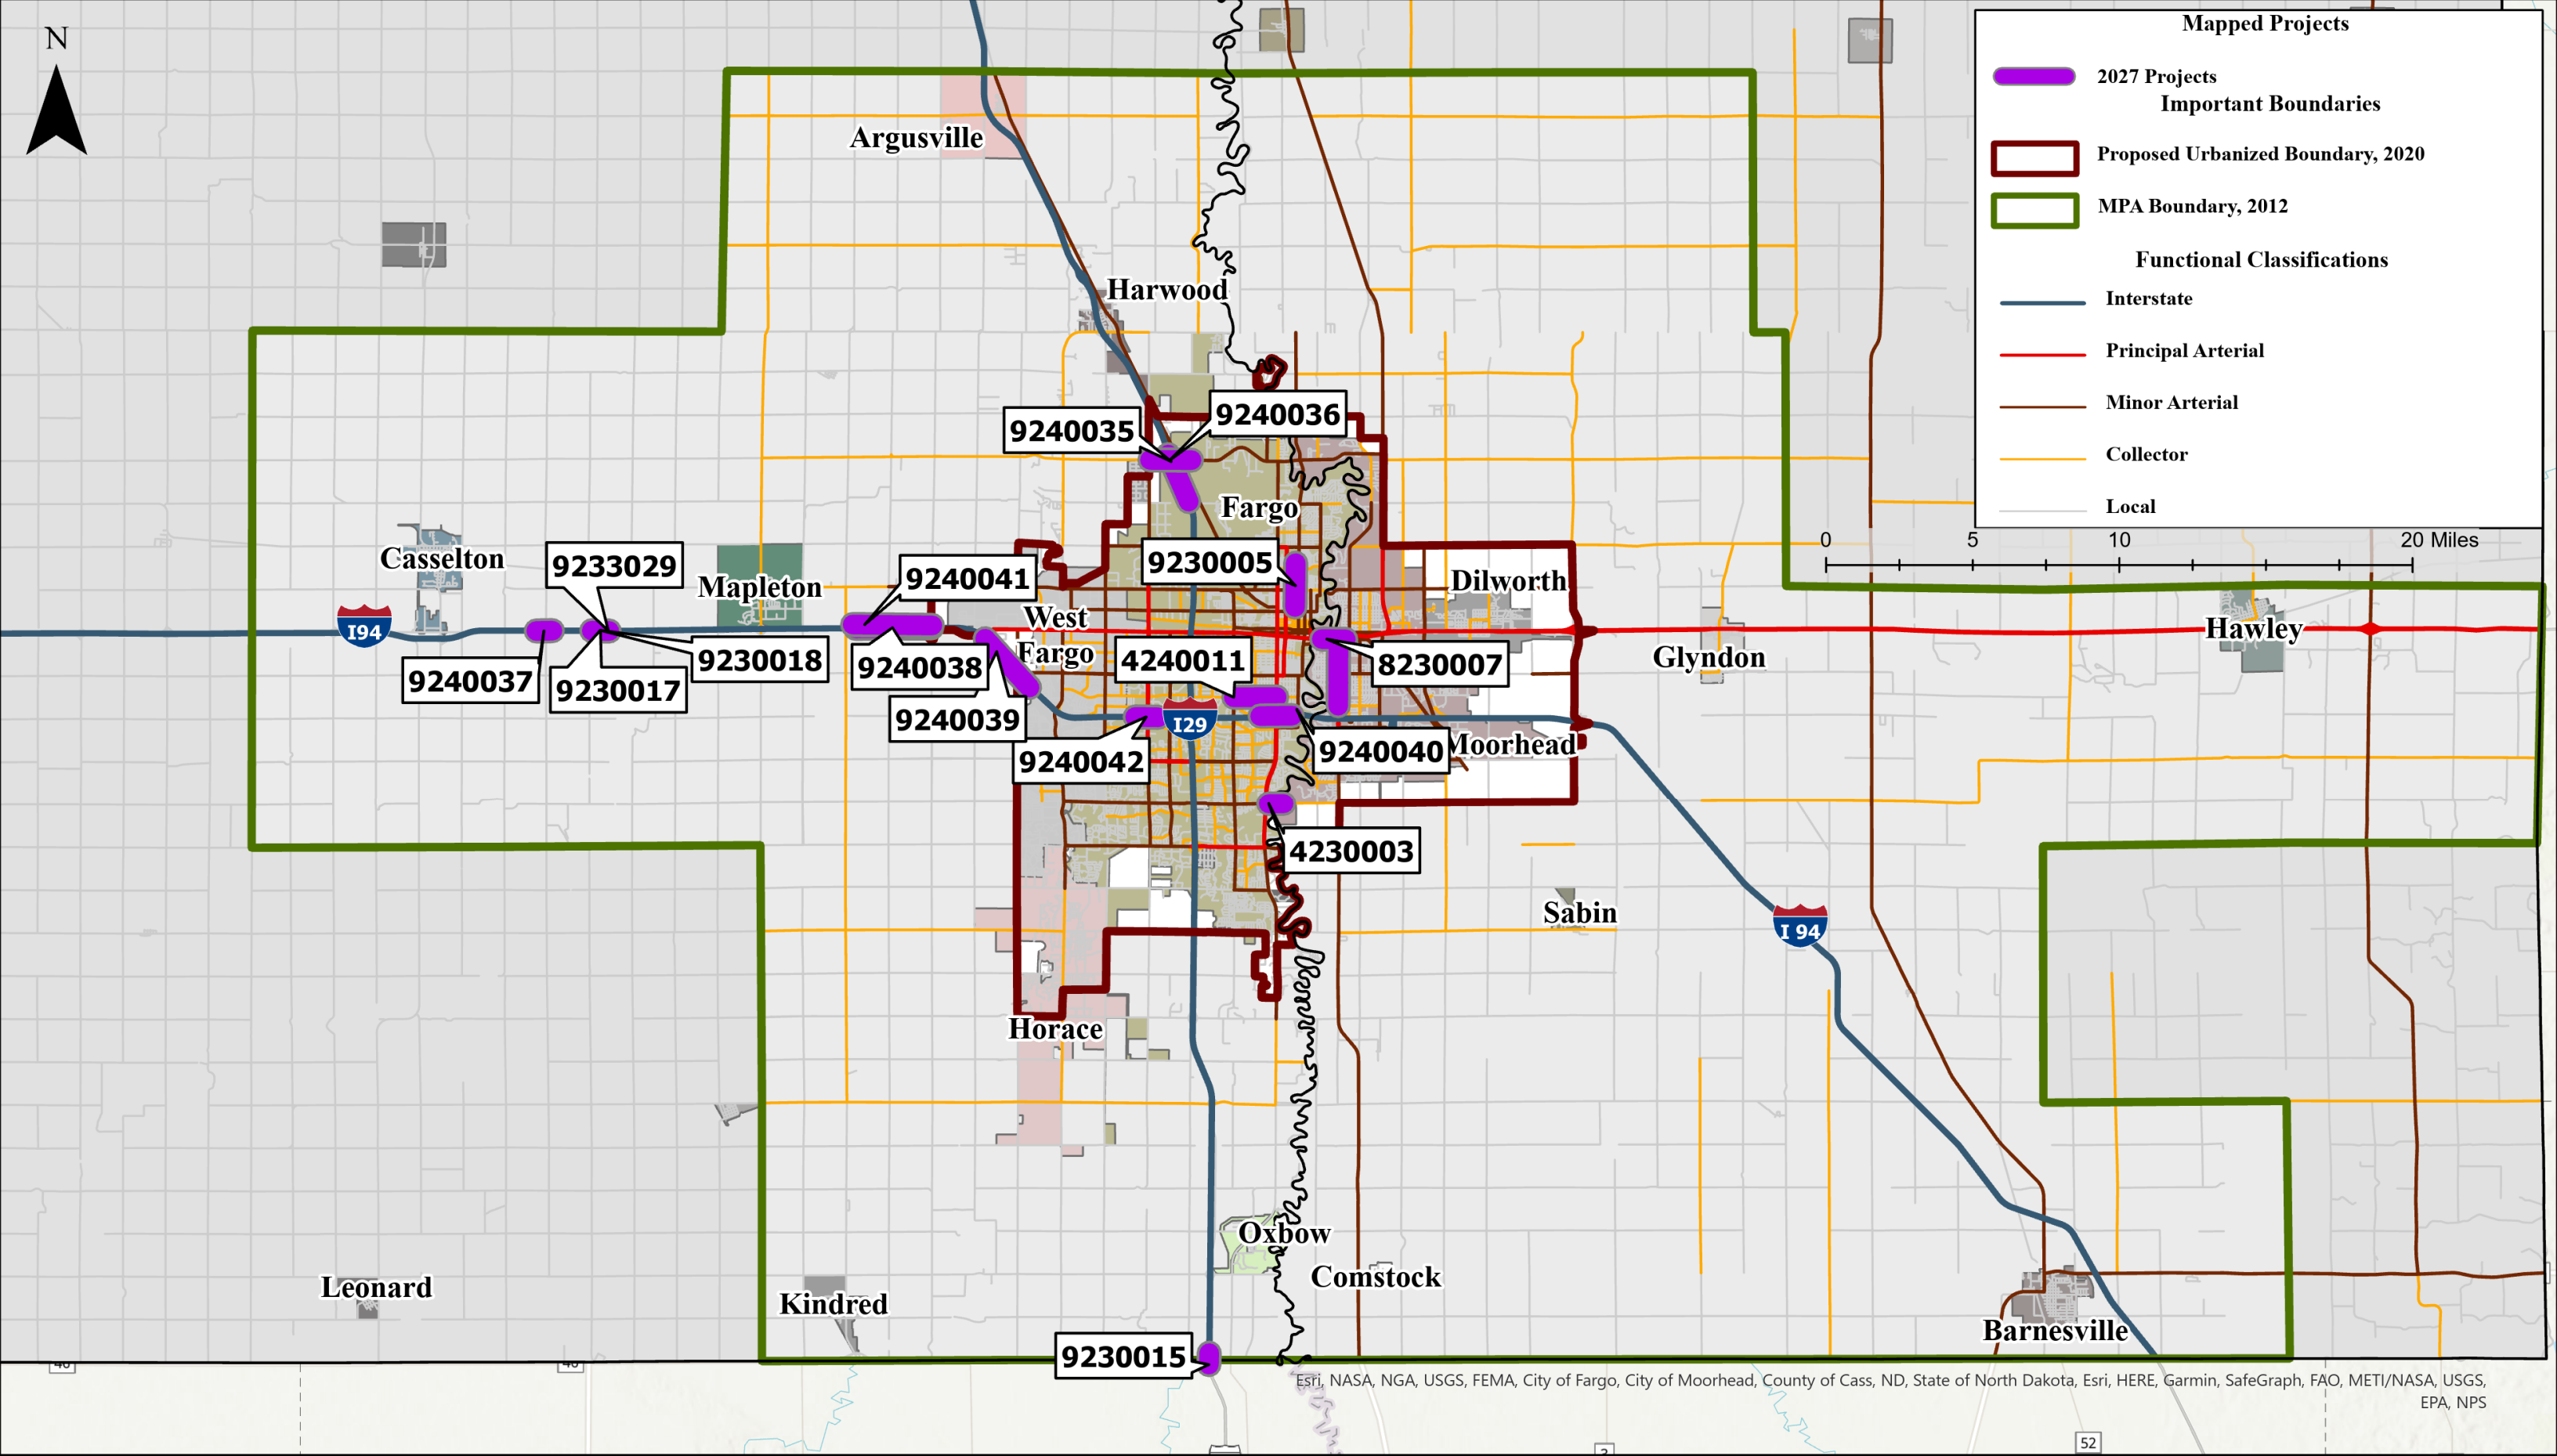 Mapped Projects
2027 Projects
Important Boundaries
Proposed Urbanized Boundary, 2020
MPA Boundary, 2012
Functional Classifications
Interstate
Principal Arterial
Minor Arterial
Collector
Local
0 5 10 20 Miles
N
Argusville
Harwood
9240036
9240035
Fargo
Casselton
9233029
Mapleton
9240041
9230005
Dilworth
West
Fargo
I94
Hawley
Glyndon
9240037
9230017
9230018
9240038
4240011
8230007
9240039
I29
9240042
9240040
Moorhead
4230003
Sabin
I 94
Horace
Oxbow
Comstock
Leonard
Kindred
Barnesville
9230015
Esri, NASA, NGA, USGS, FEMA, City of Fargo, City of Moorhead, County of Cass, ND, State of North Dakota, Esri, HERE, Garmin, SafeGraph, FAO, METI/NASA, USGS,
EPA, NPS
52